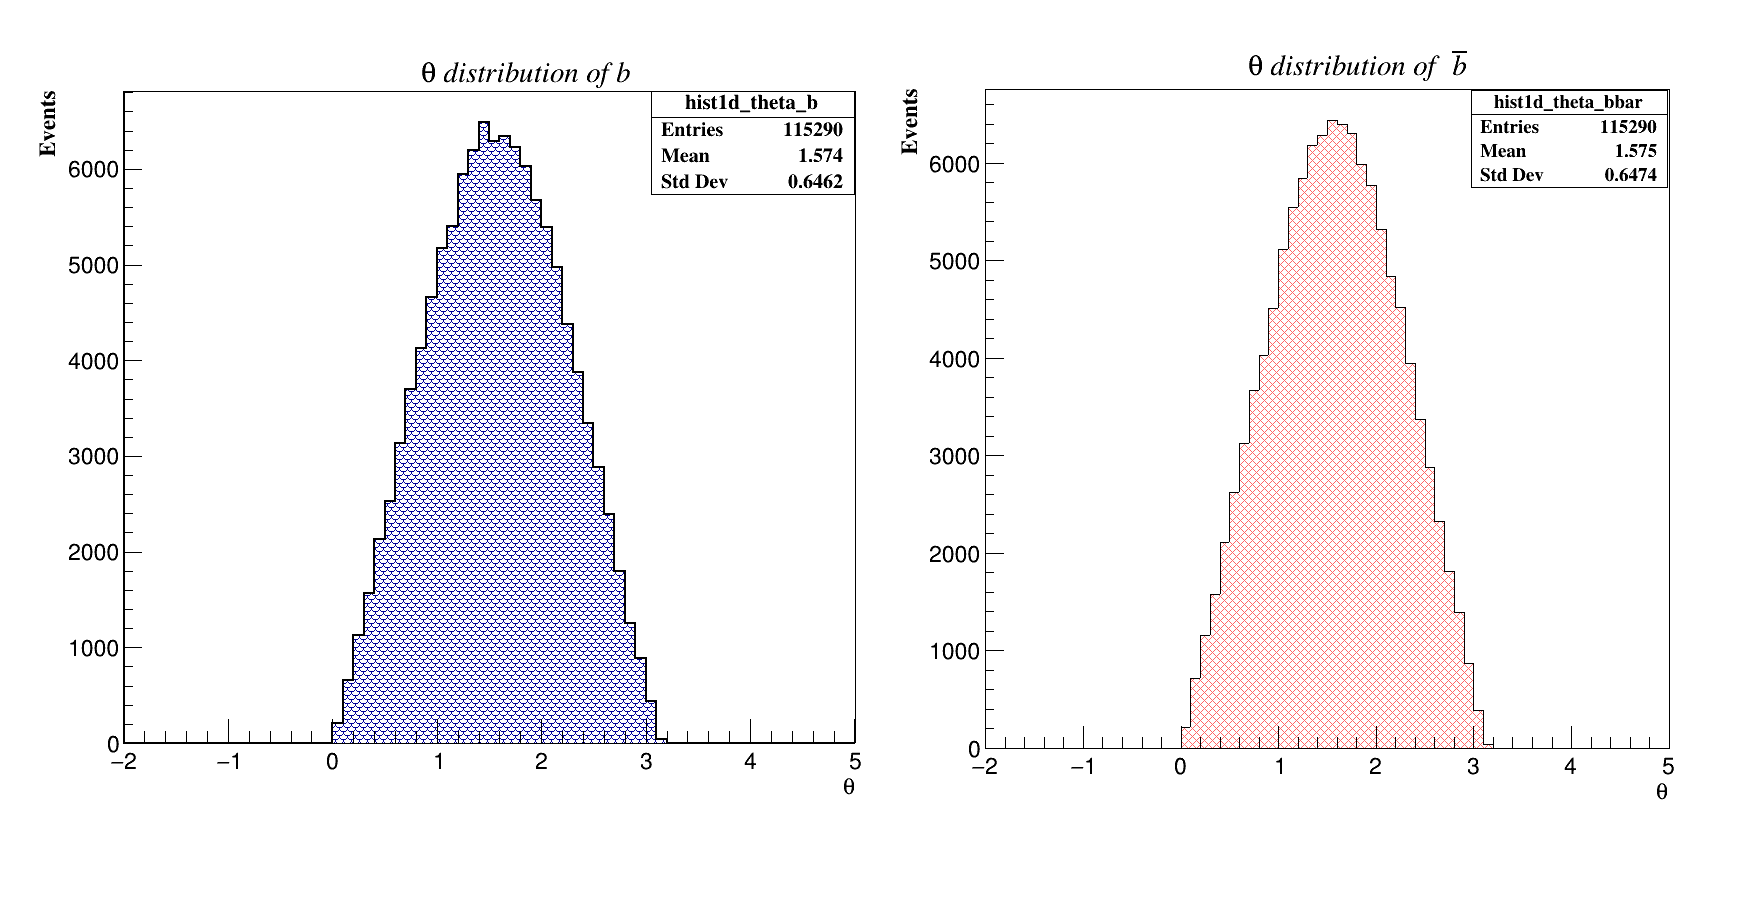 θ distribution of b
Events
hist1d_theta_b
Entries 115290
Mean 1.574
Std Dev 0.6462
6000
5000
4000
3000
2000
1000
0
−2 −1 0 1 2 3 4 5
θ
θ distribution of b̅
Events
hist1d_theta_bbar
Entries 115290
Mean 1.575
Std Dev 0.6474
6000
5000
4000
3000
2000
1000
0
−2 −1 0 1 2 3 4 5
θ